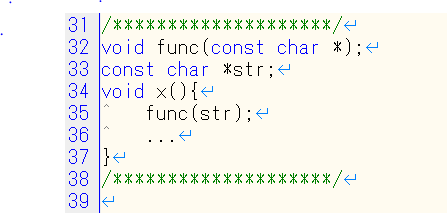 31 /********************/↵
32 void func(const char *);↵
33 const char *str;↵
34 void x(){↵
35 ^   func(str);↵
36 ^   ...↵
37 }↵
38 /********************/↵
39 ↵